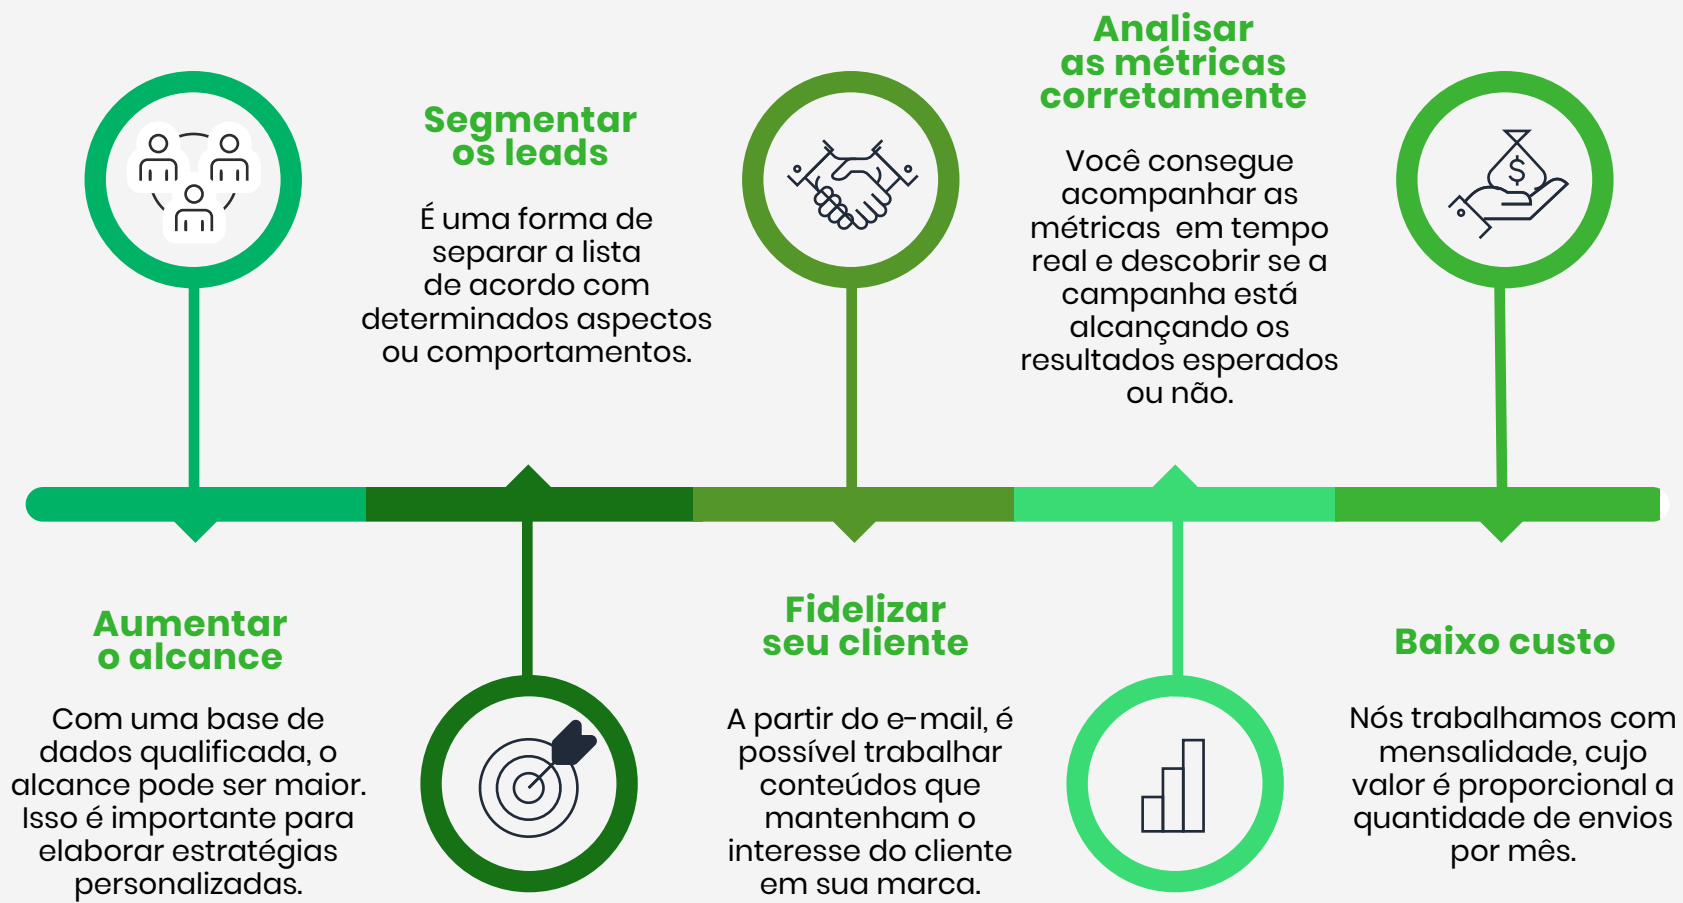 Aumentar
o alcance
Com uma base de
dados qualificada, o
alcance pode ser maior.
Isso é importante para
elaborar estratégias
personalizadas.
Segmentar
os leads
É uma forma de
separar a lista
de acordo com
determinados aspectos
ou comportamentos.
Fidelizar
seu cliente
A partir do e-mail, é
possível trabalhar
conteúdos que
mantenham o
interesse do cliente
em sua marca.
Analisar
as métricas
corretamente
Você consegue
acompanhar as
métricas em tempo
real e descobrir se a
campanha está
alcançando os
resultados esperados
ou não.
$
Baixo custo
Nós trabalhamos com
mensalidade, cujo
valor é proporcional a
quantidade de envios
por mês.